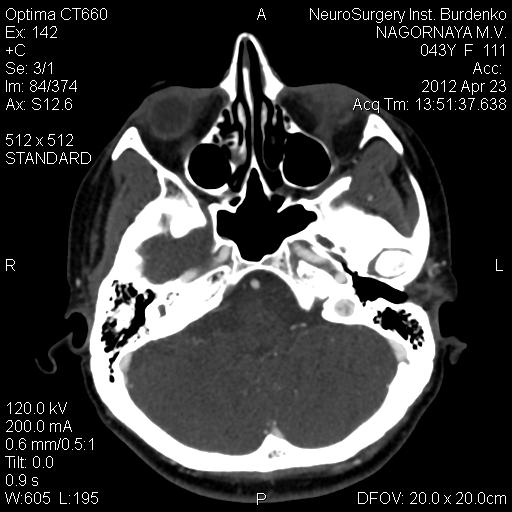 Optima CT660
Ex: 142
+C
Se: 3/1
Im: 84/374
Ax: S12.6
512 x 512
STANDARD
A
NeuroSurgery Inst. Burdenko
NAGORNAYA M.V.
043Y F 111
Acc:
2012 Apr 23
Acq Tm: 13:51:37.638
R
L
120.0 kV
200.0 mA
0.6 mm/0.5:1
Tilt: 0.0
0.9 s
W:605 L:195
P
DFOV: 20.0 x 20.0cm